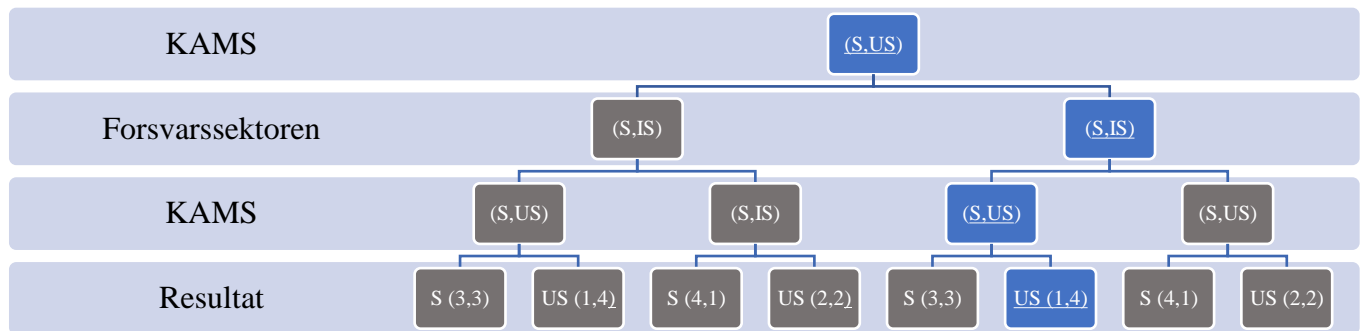 KAMS
(S,US)
Forsvarssektoren
(S,IS)
(S,IS)
KAMS
(S,US)
(S,IS)
(S,US)
(S,US)
Resultat
S (3,3)
US (1,4)
S (4,1)
US (2,2)
S (3,3)
US (1,4)
S (4,1)
US (2,2)